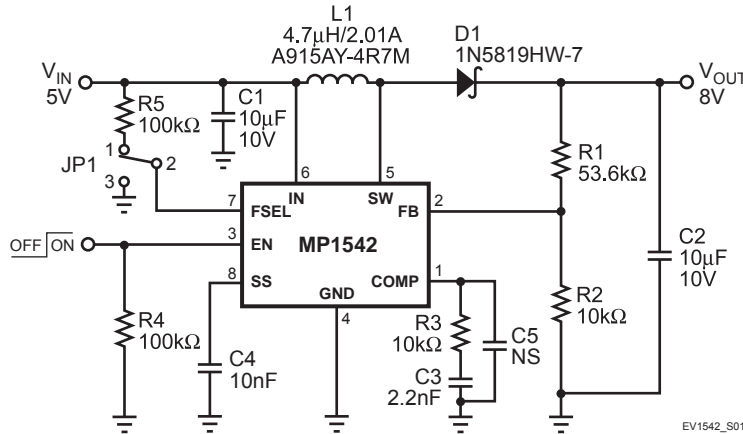 L1
4.7μH/2.01A
A915AY-4R7M
D1
1N5819HW-7
VIN
5V
VOUT
8V
R5
100kΩ
C1
10μF
10V
JP1
1
2
3
6
5
IN
SW
R1
53.6kΩ
7
FSEL
FB
2
OFF ON
3
EN
MP1542
C2
10μF
10V
8
SS
COMP
1
GND
4
R2
10kΩ
R4
100kΩ
R3
10kΩ
C5
NS
C4
10nF
C3
2.2nF
EV1542_S01